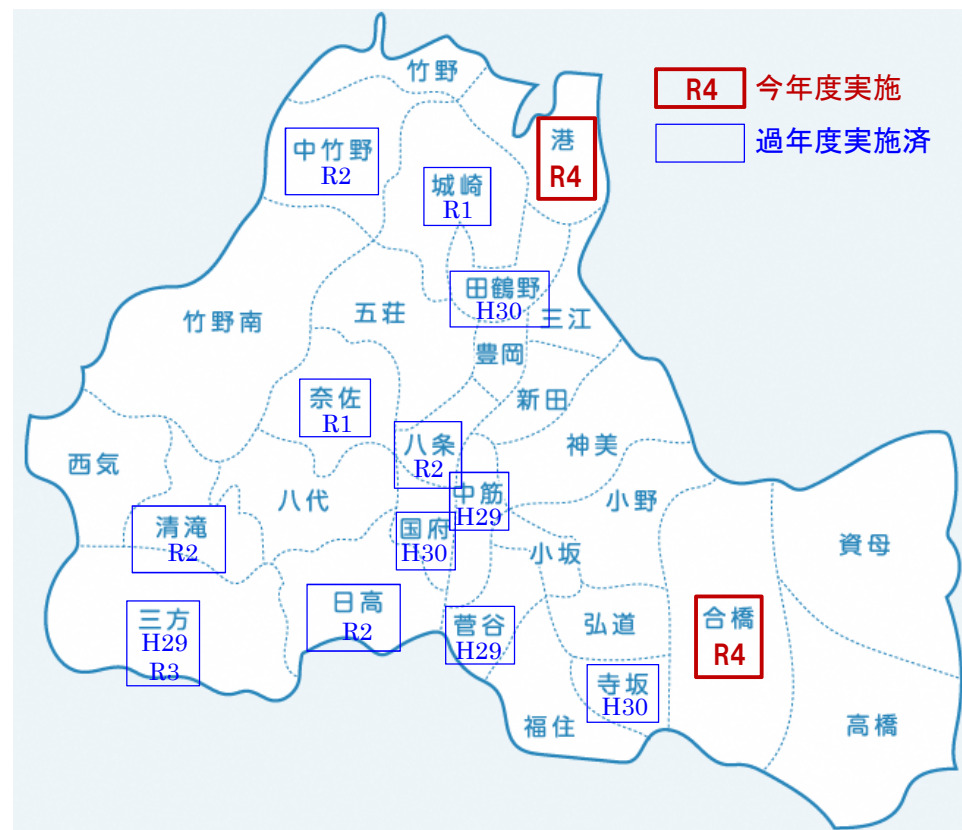 竹野
R4 今年度実施
過年度実施済
港
R4
中竹野
R2
城崎
R1
田鶴野
H30
竹野南
五荘
三江
豊岡
奈佐
R1
新田
八条
R2
神美
西気
八代
中筋
H29
小野
清滝
R2
国府
H30
小坂
資母
三方
H29
R3
日高
R2
菅谷
H29
弘道
合橋
R4
寺坂
H30
福住
高橋